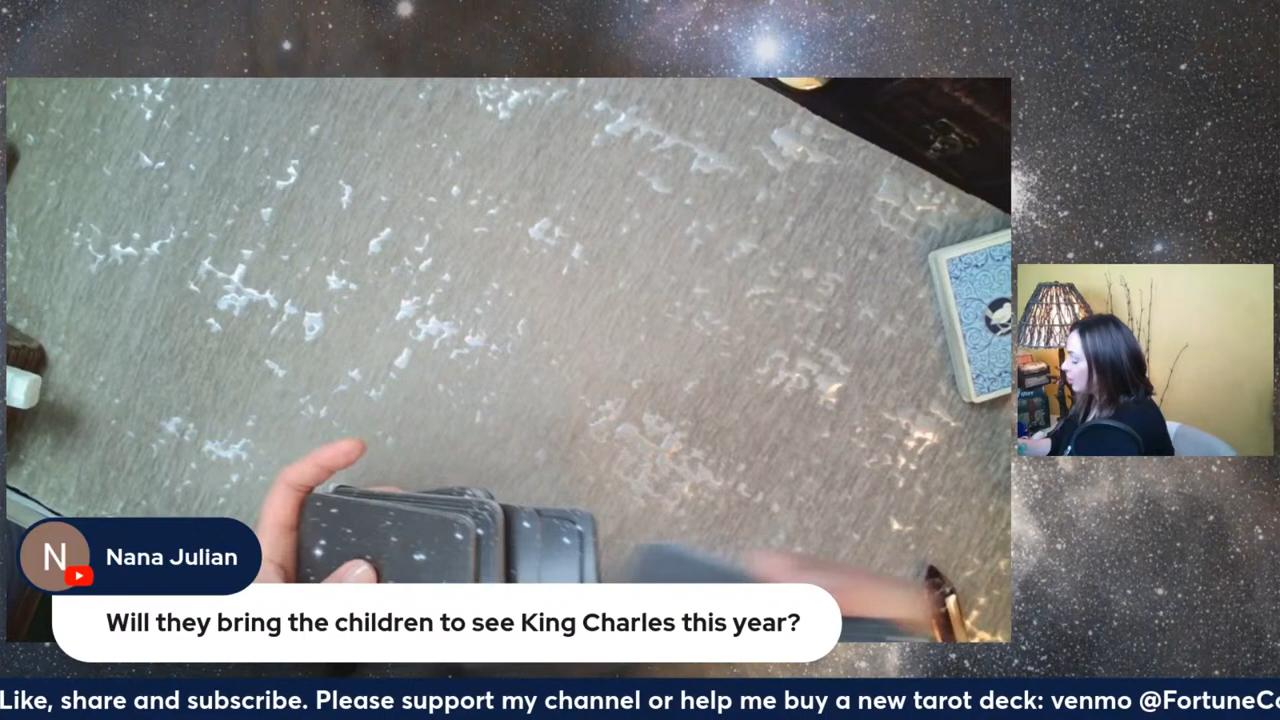 N
Nana Julian
Will they bring the children to see King Charles this year?
Like, share and subscribe. Please support my channel or help me buy a new tarot deck: venmo @FortuneCo